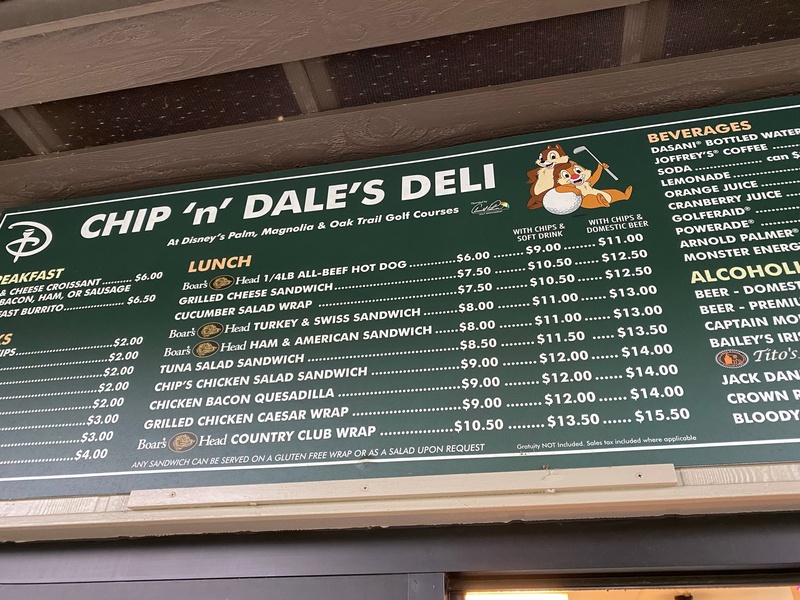 CHIP 'n' DALE'S DELI
At Disney's Palm, Magnolia & Oak Trail Golf Courses
& CHEESE CROISSANT.......... $6.00
BACON, HAM, OR SAUSAGE
BURRITO........................ $6.50
$2.00
$2.00
$2.00
$2.00
$2.00
$3.00
$3.00
$4.00
LUNCH
WITH CHIPS & SOFT DRINK
WITH CHIPS & DOMESTIC BEER
Boar's Head 1/4LB ALL-BEEF HOT DOG $6.00 $9.00 $11.00
GRILLED CHEESE SANDWICH $7.50 $10.50 $12.50
CUCUMBER SALAD WRAP $7.50 $10.50 $12.50
Boar's Head TURKEY & SWISS SANDWICH $8.00 $11.00 $13.00
Boar's Head HAM & AMERICAN SANDWICH $8.00 $11.00 $13.00
TUNA SALAD SANDWICH $8.50 $11.50 $13.50
CHIP'S CHICKEN SALAD SANDWICH $9.00 $12.00 $14.00
CHICKEN BACON QUESADILLA $9.00 $12.00 $14.00
GRILLED CHICKEN CAESAR WRAP $9.00 $12.00 $14.00
Boar's Head COUNTRY CLUB WRAP $10.50 $13.50 $15.50
ANY SANDWICH CAN BE SERVED ON A GLUTEN FREE WRAP OR AS A SALAD UPON REQUEST
Gratuity NOT Included. Sales tax included where applicable
BEVERAGES
DASANI® BOTTLED WATER
JOFFREY'S® COFFEE
SODA can $
LEMONADE
ORANGE JUICE
CRANBERRY JUICE
GOLFERAID®
POWERADE®
ARNOLD PALMER®
MONSTER
BEER -
BEER -
CAPTAIN
BAILEY'S
Tito's
JACK
CROWN
BLOODY